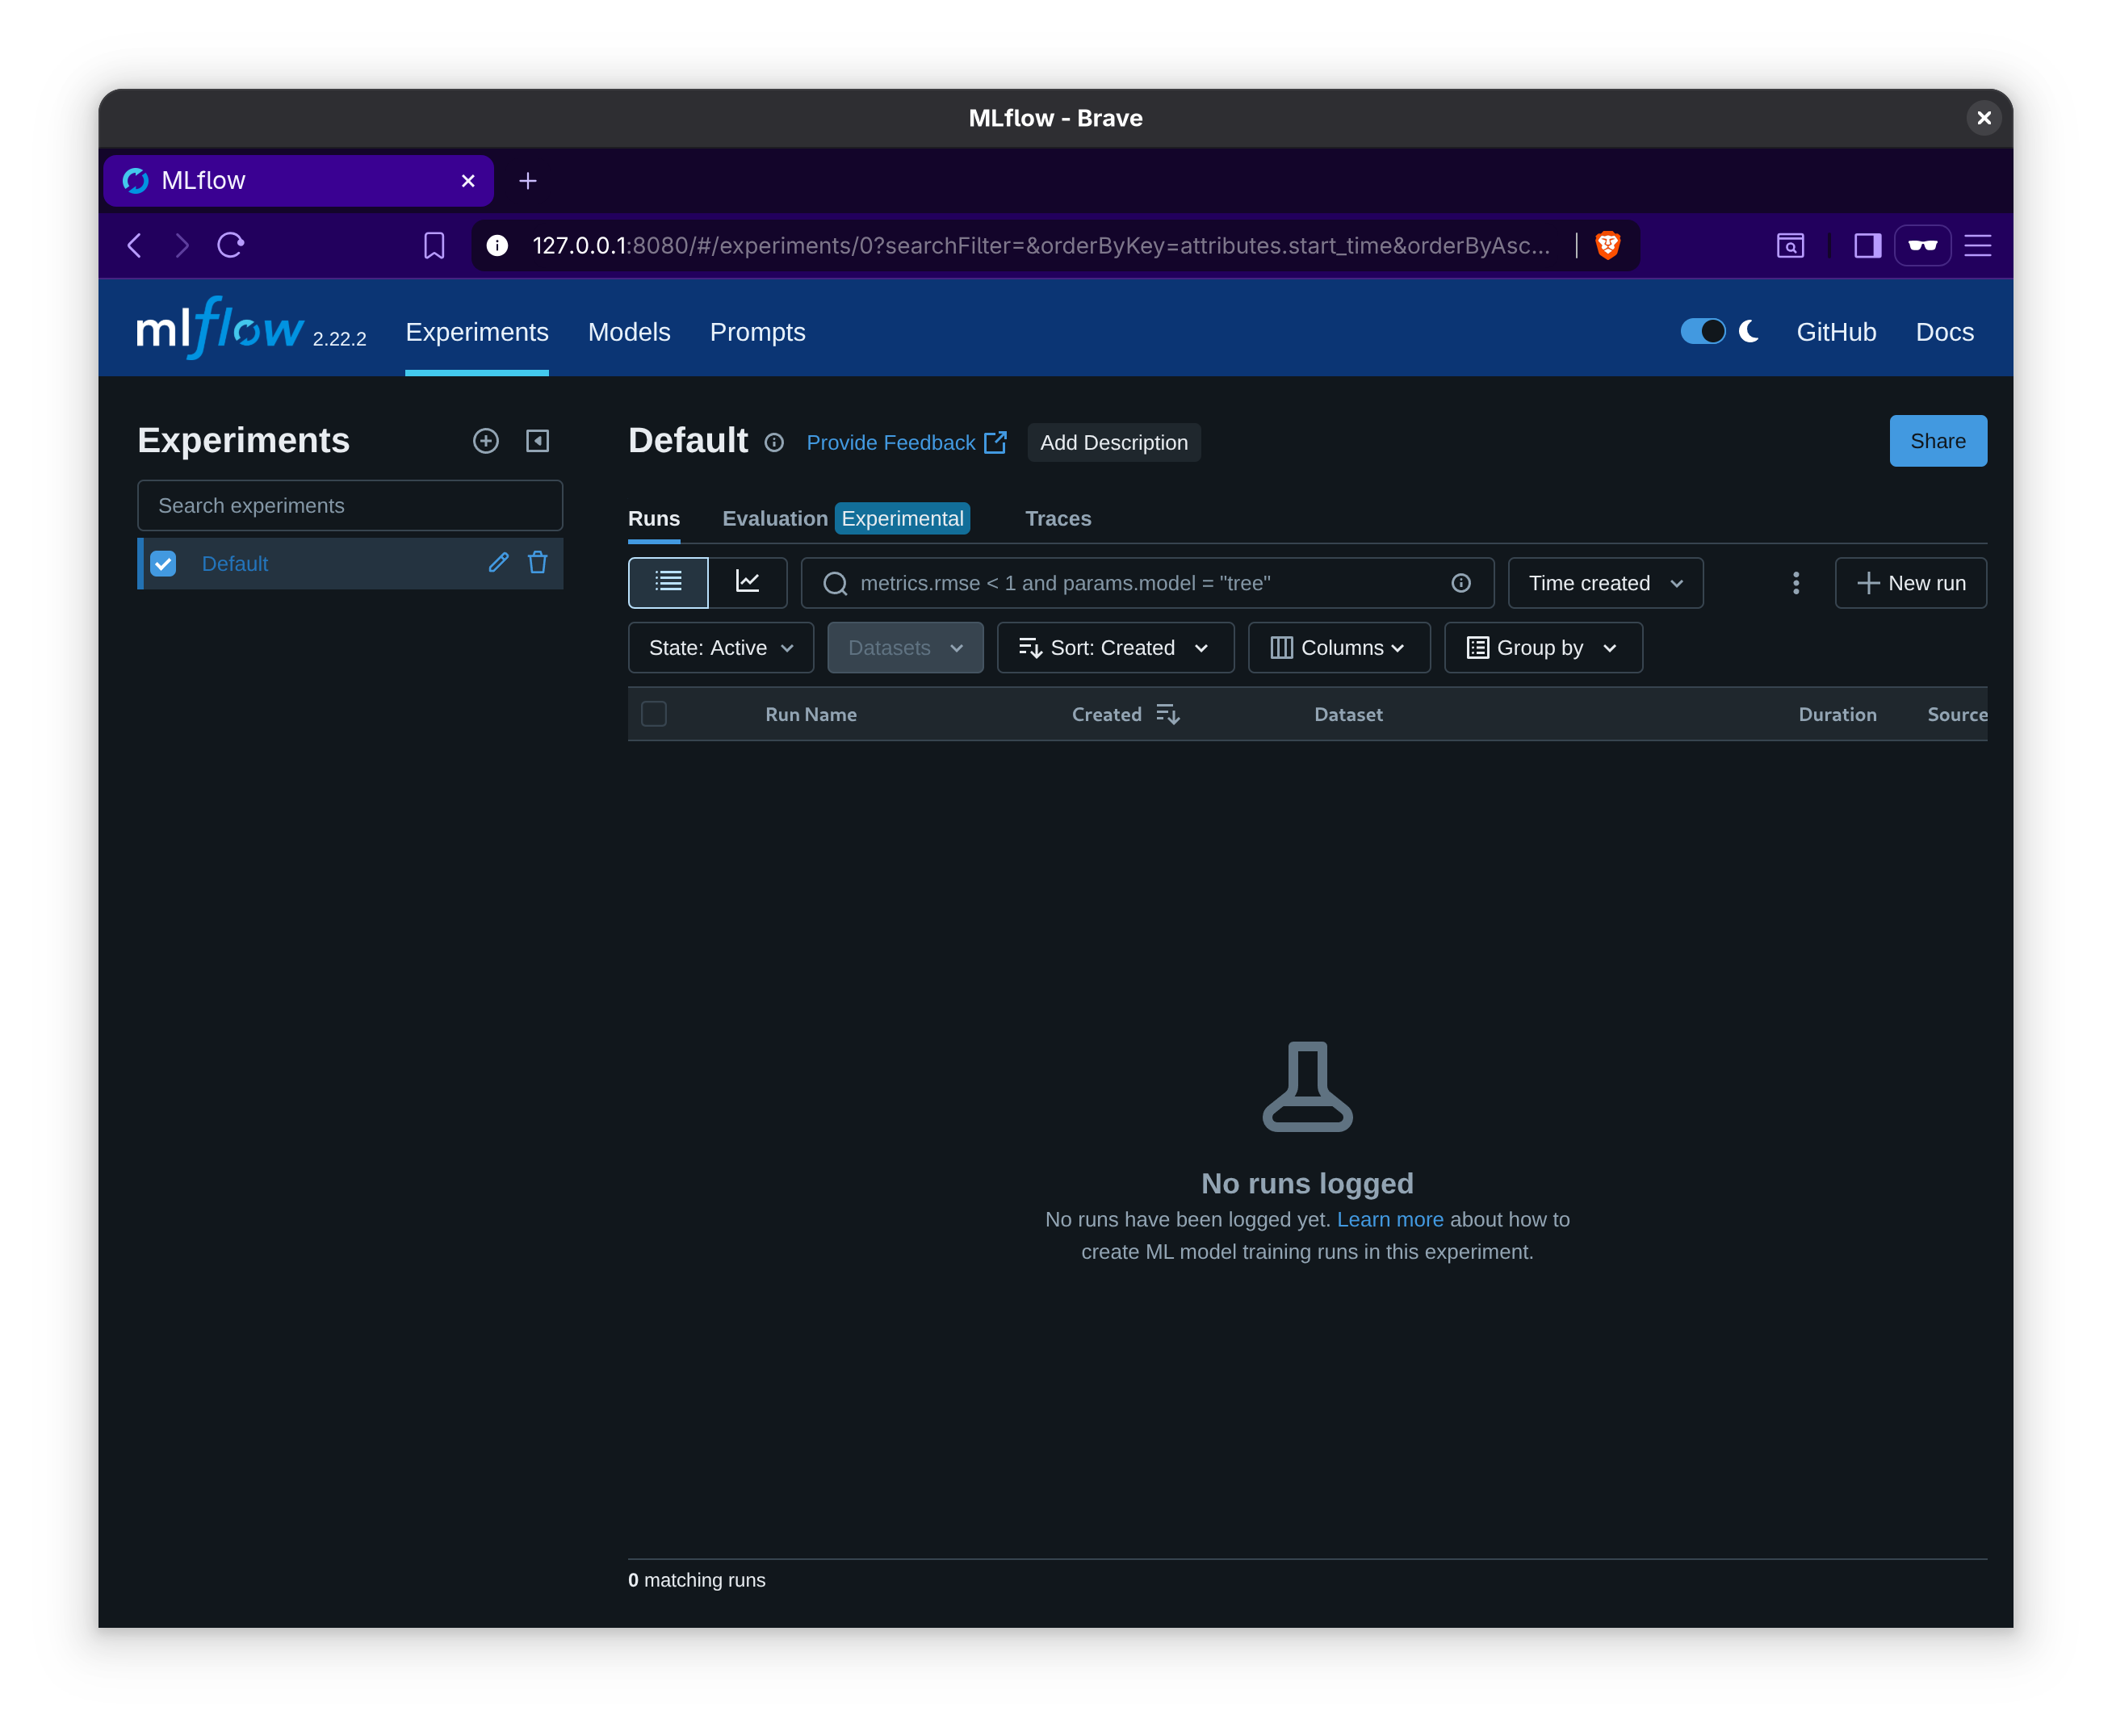 MLflow - Brave
MLflow
127.0.0.1:8080/#/experiments/0?searchFilter=&orderByKey=attributes.start_time&orderByAsc...
mlflow 2.22.2 Experiments Models Prompts GitHub Docs
Experiments
Search experiments
Default
Default Provide Feedback Add Description Share
Runs Evaluation Experimental Traces
metrics.rmse < 1 and params.model = "tree" Time created New run
State: Active Datasets Sort: Created Columns Group by
Run Name Created Dataset Duration Source
No runs logged
No runs have been logged yet. Learn more about how to
create ML model training runs in this experiment.
0 matching runs